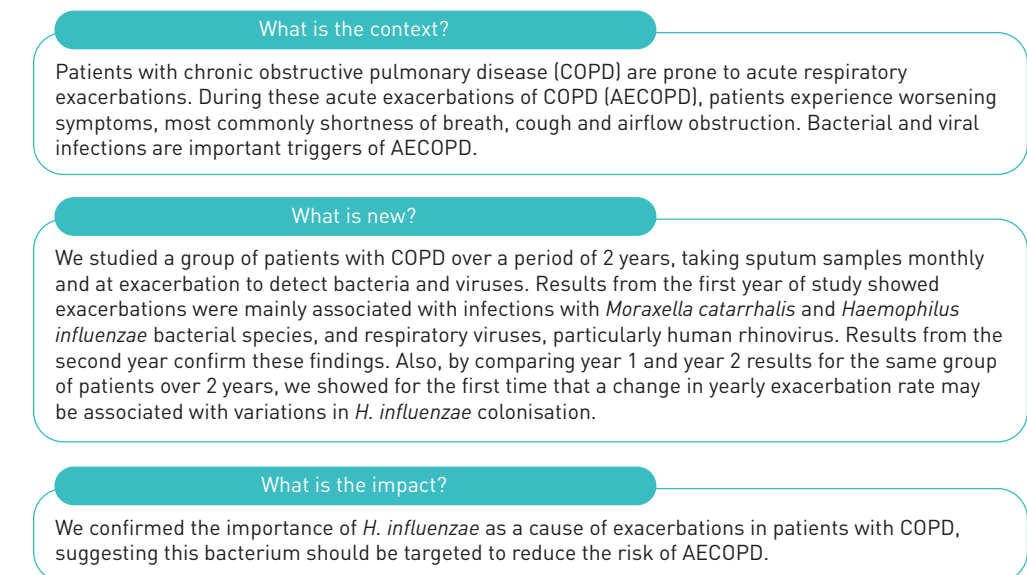 What is the context?
Patients with chronic obstructive pulmonary disease (COPD) are prone to acute respiratory
exacerbations. During these acute exacerbations of COPD (AECOPD), patients experience worsening
symptoms, most commonly shortness of breath, cough and airflow obstruction. Bacterial and viral
infections are important triggers of AECOPD.
What is new?
We studied a group of patients with COPD over a period of 2 years, taking sputum samples monthly
and at exacerbation to detect bacteria and viruses. Results from the first year of study showed
exacerbations were mainly associated with infections with Moraxella catarrhalis and Haemophilus
influenzae bacterial species, and respiratory viruses, particularly human rhinovirus. Results from the
second year confirm these findings. Also, by comparing year 1 and year 2 results for the same group
of patients over 2 years, we showed for the first time that a change in yearly exacerbation rate may
be associated with variations in H. influenzae colonisation.
What is the impact?
We confirmed the importance of H. influenzae as a cause of exacerbations in patients with COPD,
suggesting this bacterium should be targeted to reduce the risk of AECOPD.